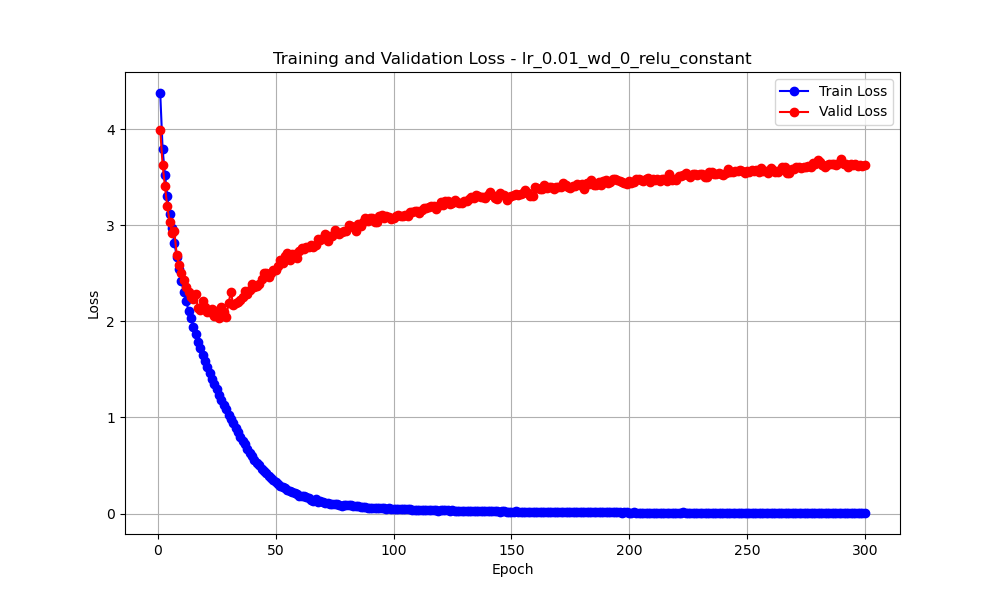 Training and Validation Loss - lr_0.01_wd_0_relu_constant
Train Loss
Valid Loss
Loss
4
3
2
1
0
0 50 100 150 200 250 300
Epoch